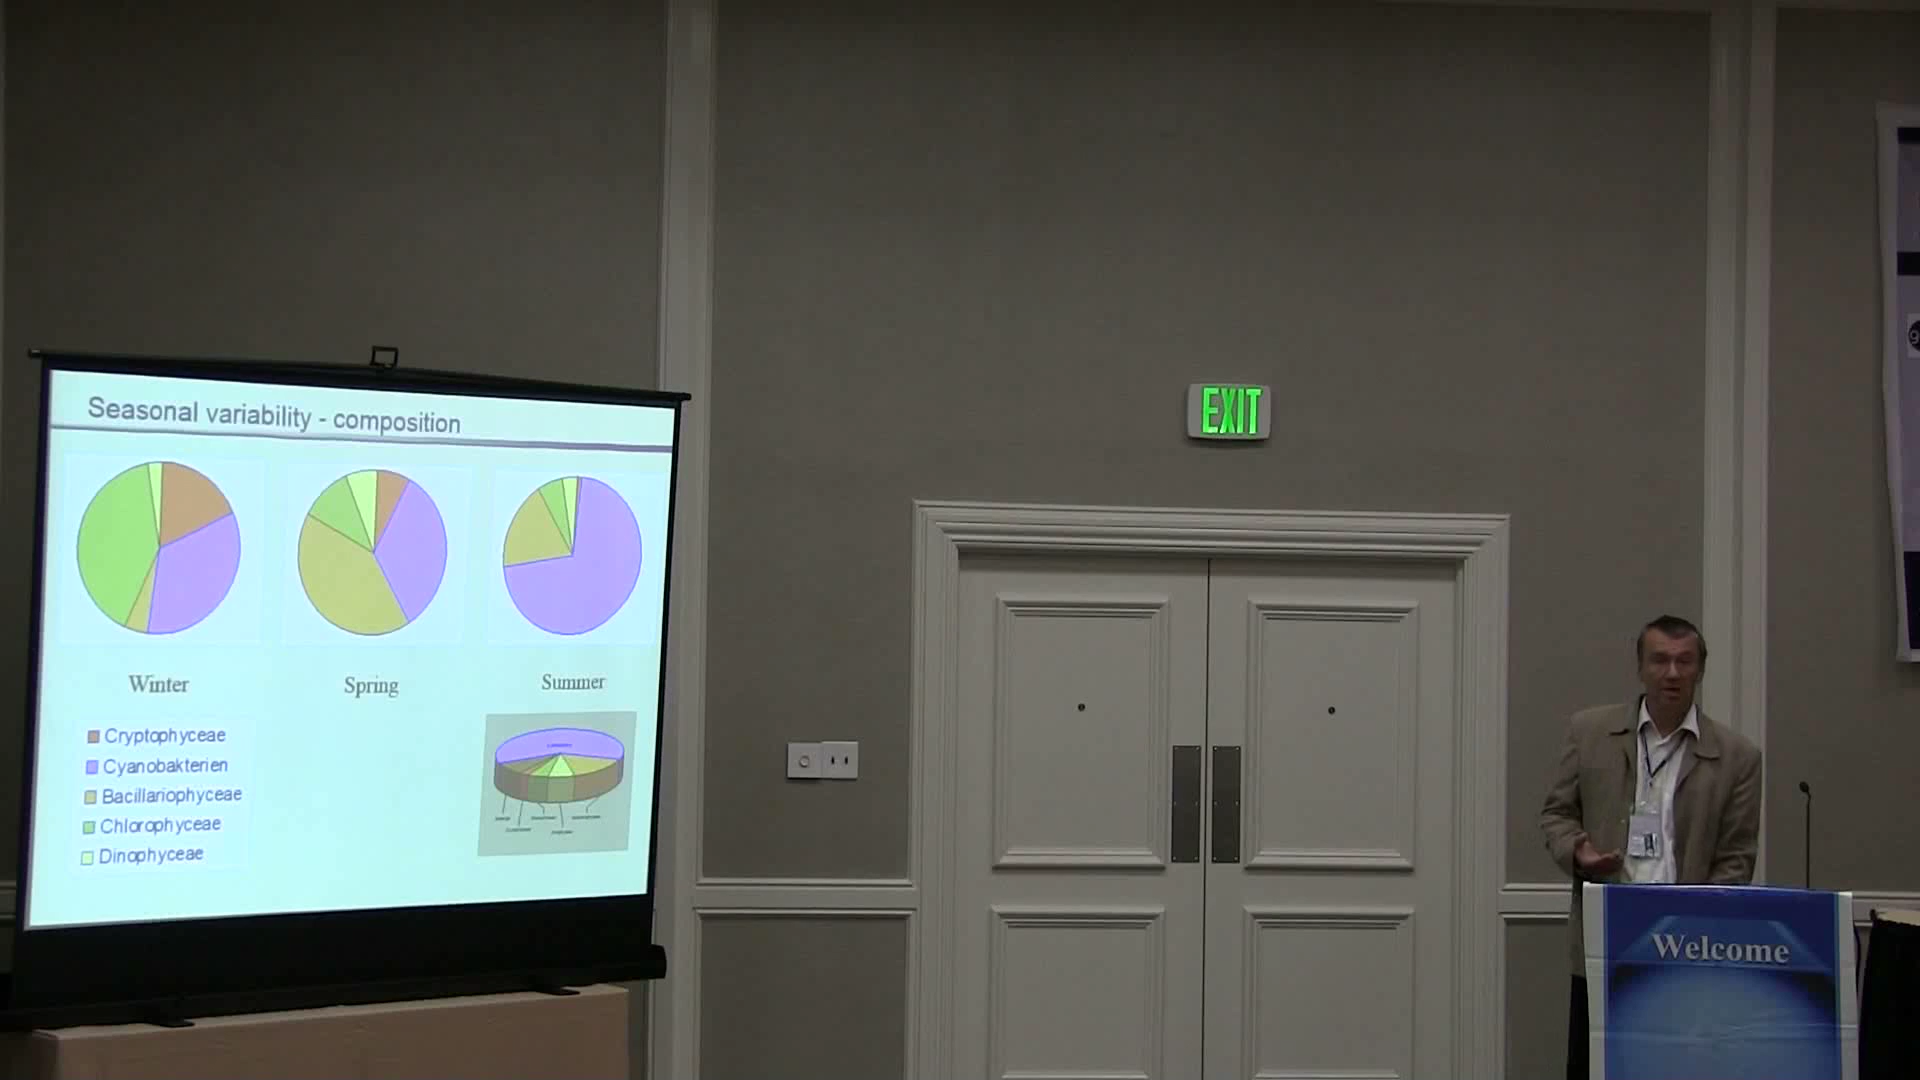 Seasonal variability - composition
Winter
Spring
Summer
Cryptophyceae
Cyanobakterien
Bacillariophyceae
Chlorophyceae
Dinophyceae
EXIT
Welcome